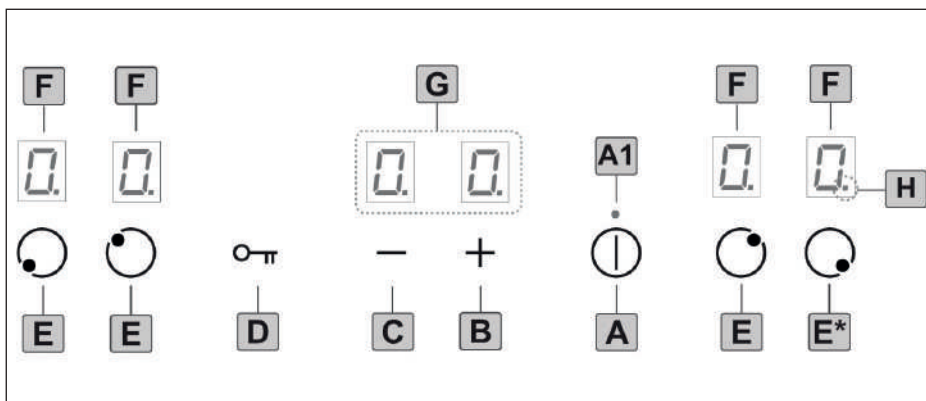 F F G F F
A1
0. 0. 0. 0. 0. 0.
H
− +
E E D C B A E E*